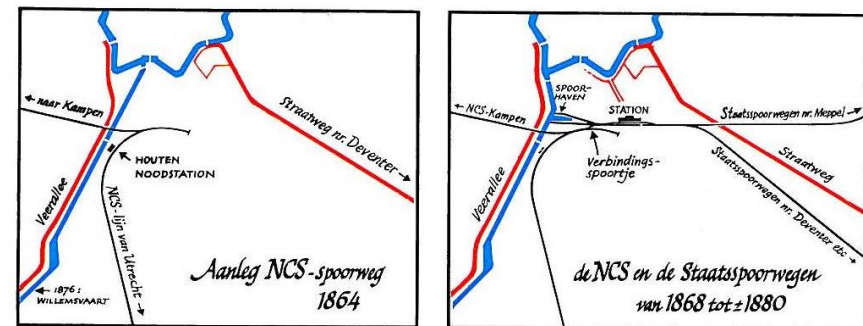 ← naar Kampen
Straatweg nr. Deventer →
HOUTEN
NOODSTATION
Veerallee
NCS-lijn van Utrecht →
← 1876:
WILLEMSVAART
Aanleg NCS-spoorweg
1864
SPOOR-
HAVEN
STATION
← NCS-Kampen
Staatsspoorwegen nr. Meppel
Verbindings-
spoortje
Straatweg
Veerallee
Staatsspoorwegen nr. Deventer etc
de NCS en de Staatsspoorwegen
van 1868 tot ± 1880